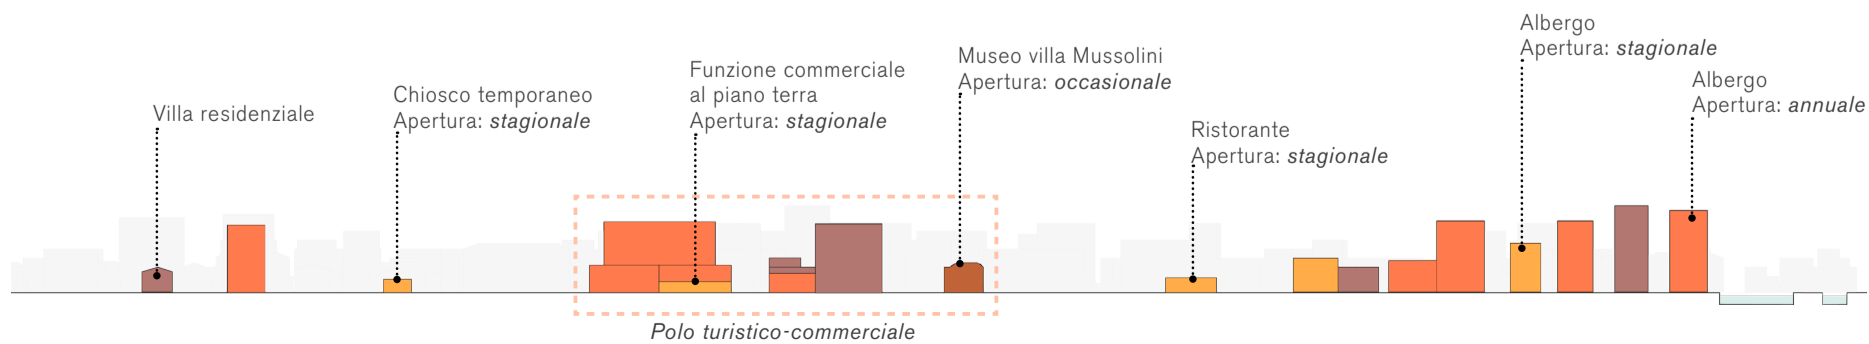 Villa residenziale
Chiosco temporaneo
Apertura: stagionale
Funzione commerciale
al piano terra
Apertura: stagionale
Museo villa Mussolini
Apertura: occasionale
Ristorante
Apertura: stagionale
Albergo
Apertura: stagionale
Albergo
Apertura: annuale
Polo turistico-commerciale